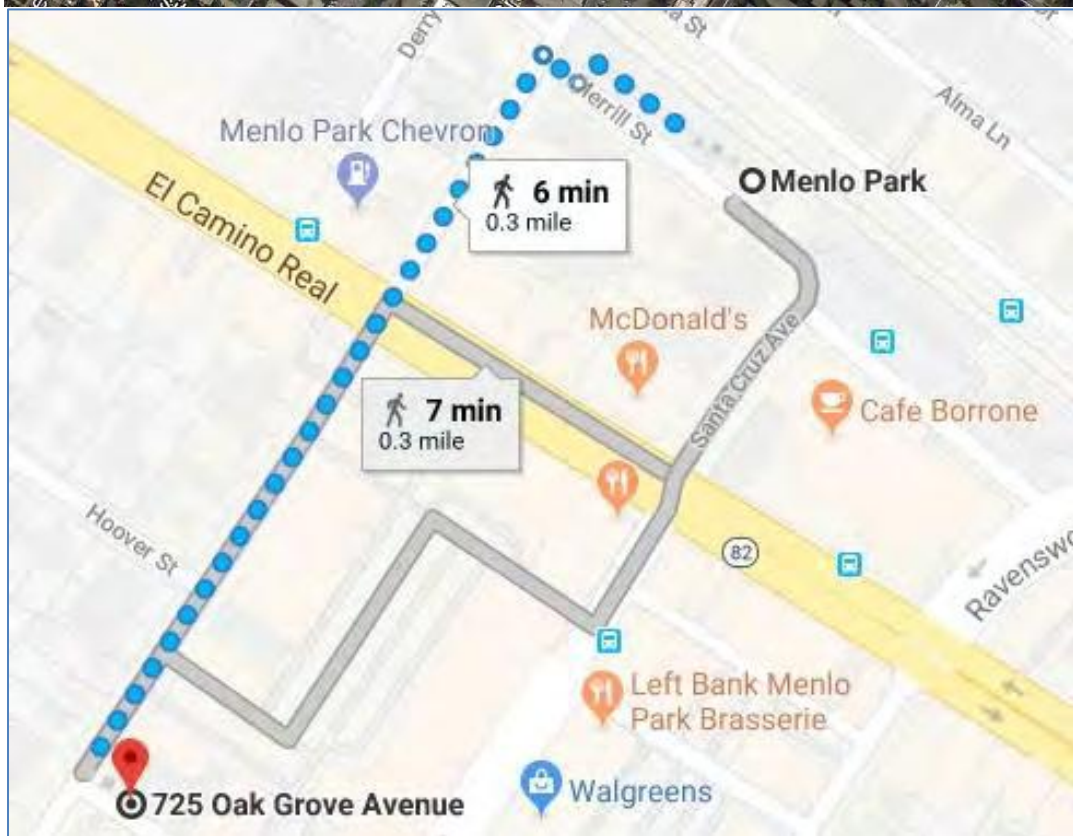 Derry
a St
Menlo Park Chevron
Merrill St
Alma Ln
6 min
0.3 mile
Menlo Park
El Camino Real
McDonald's
Santa Cruz Ave
7 min
0.3 mile
Cafe Borrone
Hoover St
82
Ravenswo
Left Bank Menlo
Park Brasserie
Walgreens
725 Oak Grove Avenue